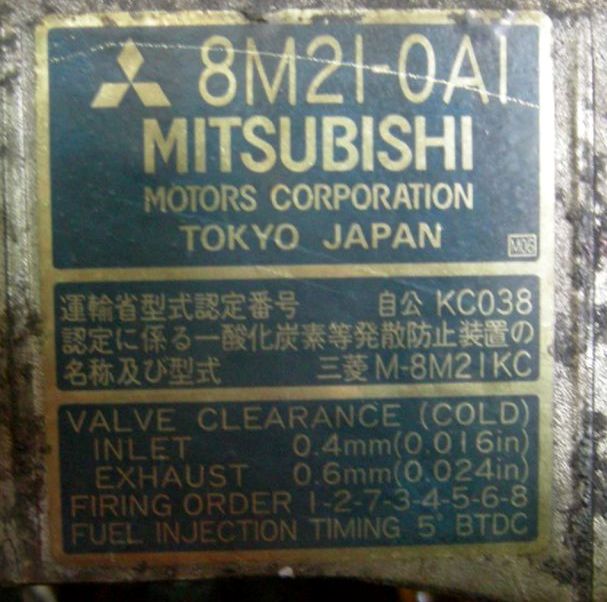 8M21-0A1
MITSUBISHI
MOTORS CORPORATION
TOKYO JAPAN
M06
運輸省型式認定番号 自公 KC038
認定に係る一酸化炭素等発散防止装置の
名称及び型式 三菱 M-8M21KC
VALVE CLEARANCE (COLD)
INLET 0.4mm(0.016in)
EXHAUST 0.6mm(0.024in)
FIRING ORDER 1-2-7-3-4-5-6-8
FUEL INJECTION TIMING 5° BTDC